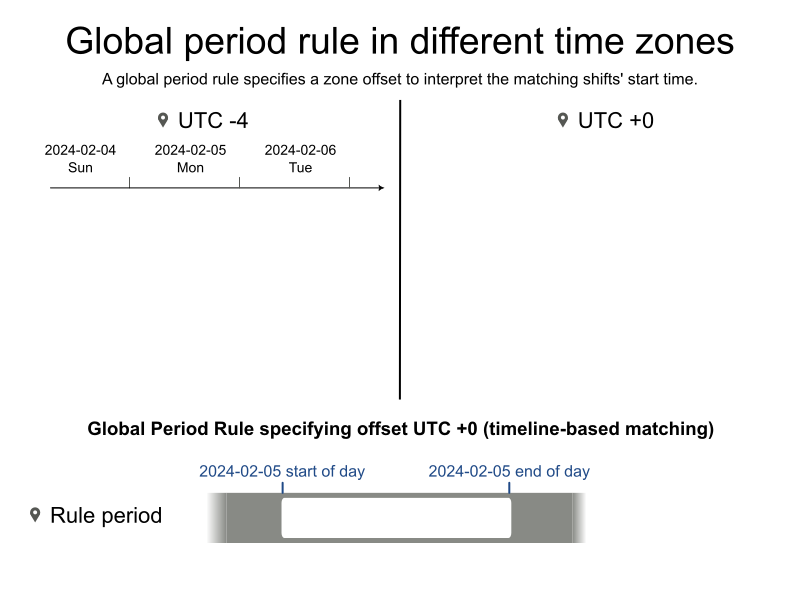 Global period rule in different time zones
A global period rule specifies a zone offset to interpret the matching shifts' start time.
UTC -4
UTC +0
2024-02-04 2024-02-05 2024-02-06
Sun Mon Tue
Global Period Rule specifying offset UTC +0 (timeline-based matching)
2024-02-05 start of day 2024-02-05 end of day
Rule period